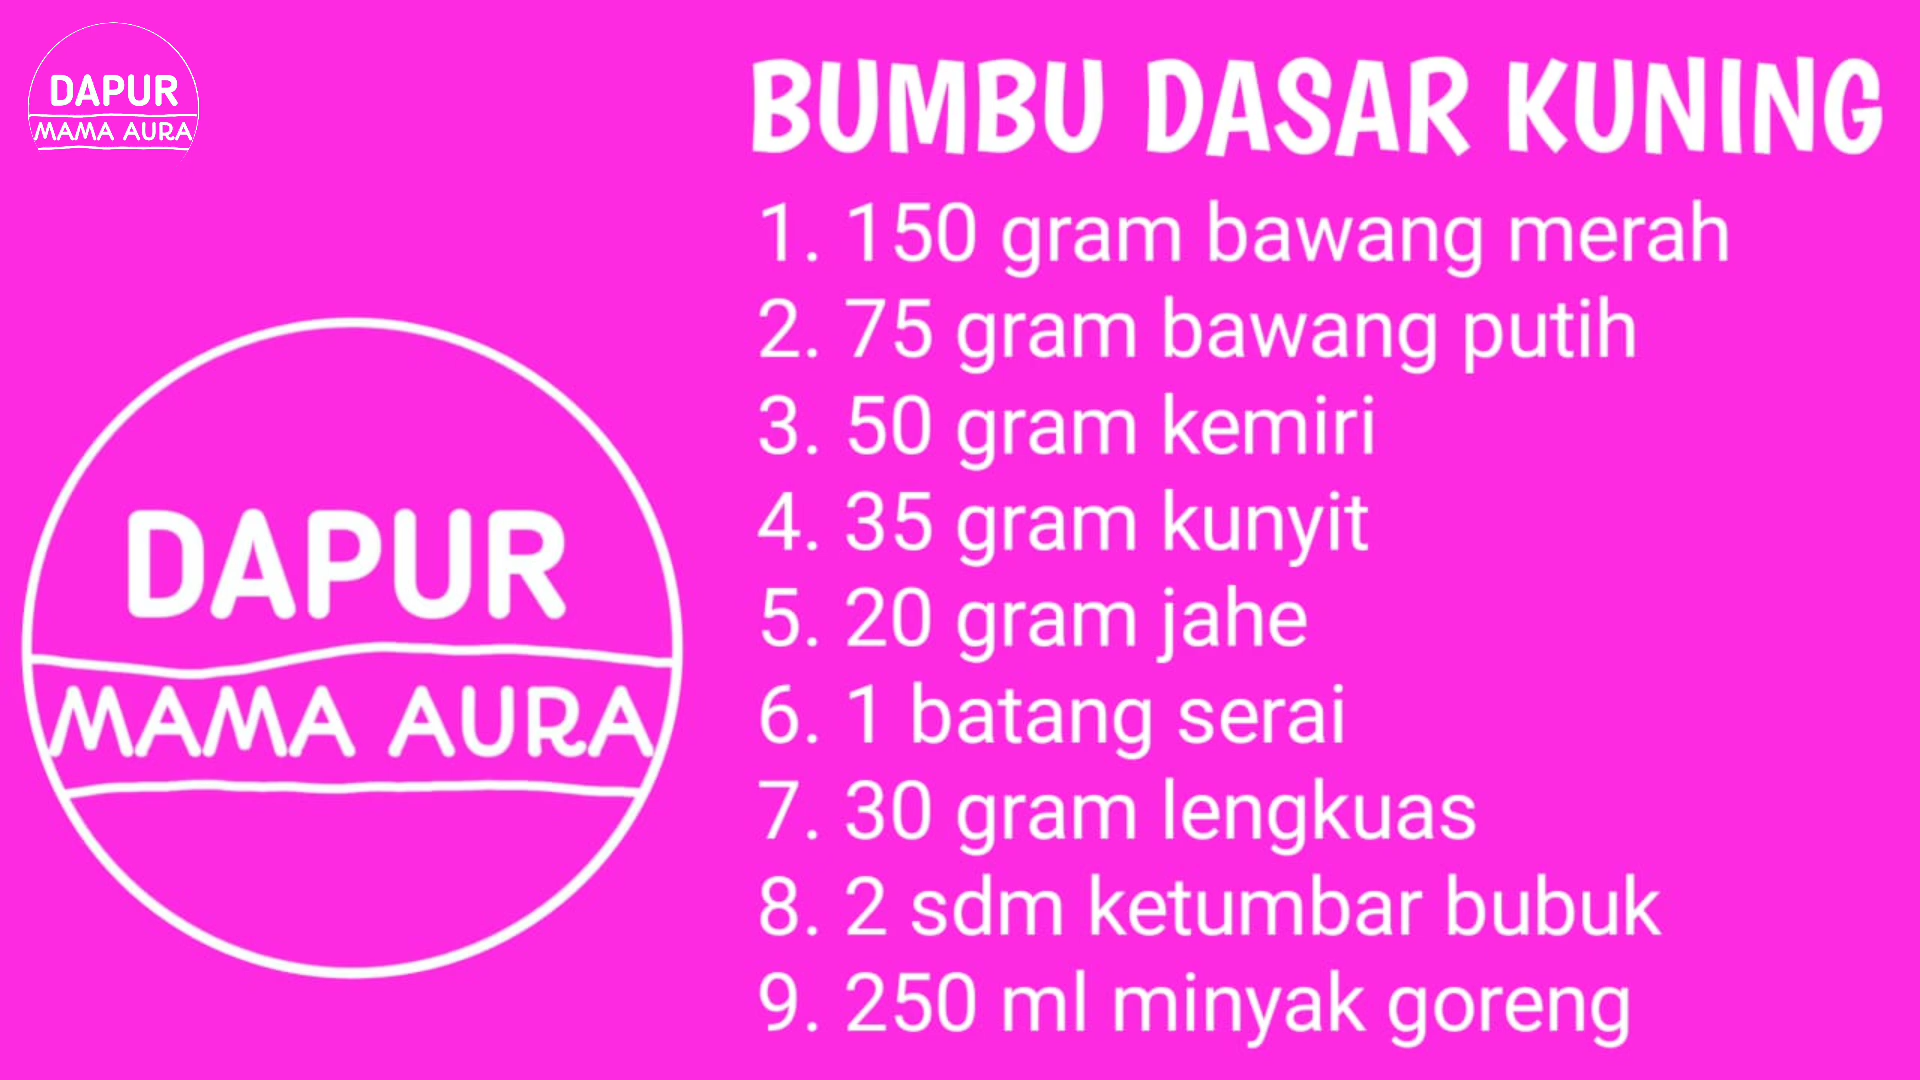 DAPUR
MAMA AURA
BUMBU DASAR KUNING
1. 150 gram bawang merah
2. 75 gram bawang putih
3. 50 gram kemiri
4. 35 gram kunyit
5. 20 gram jahe
6. 1 batang serai
7. 30 gram lengkuas
8. 2 sdm ketumbar bubuk
9. 250 ml minyak goreng
DAPUR
MAMA AURA